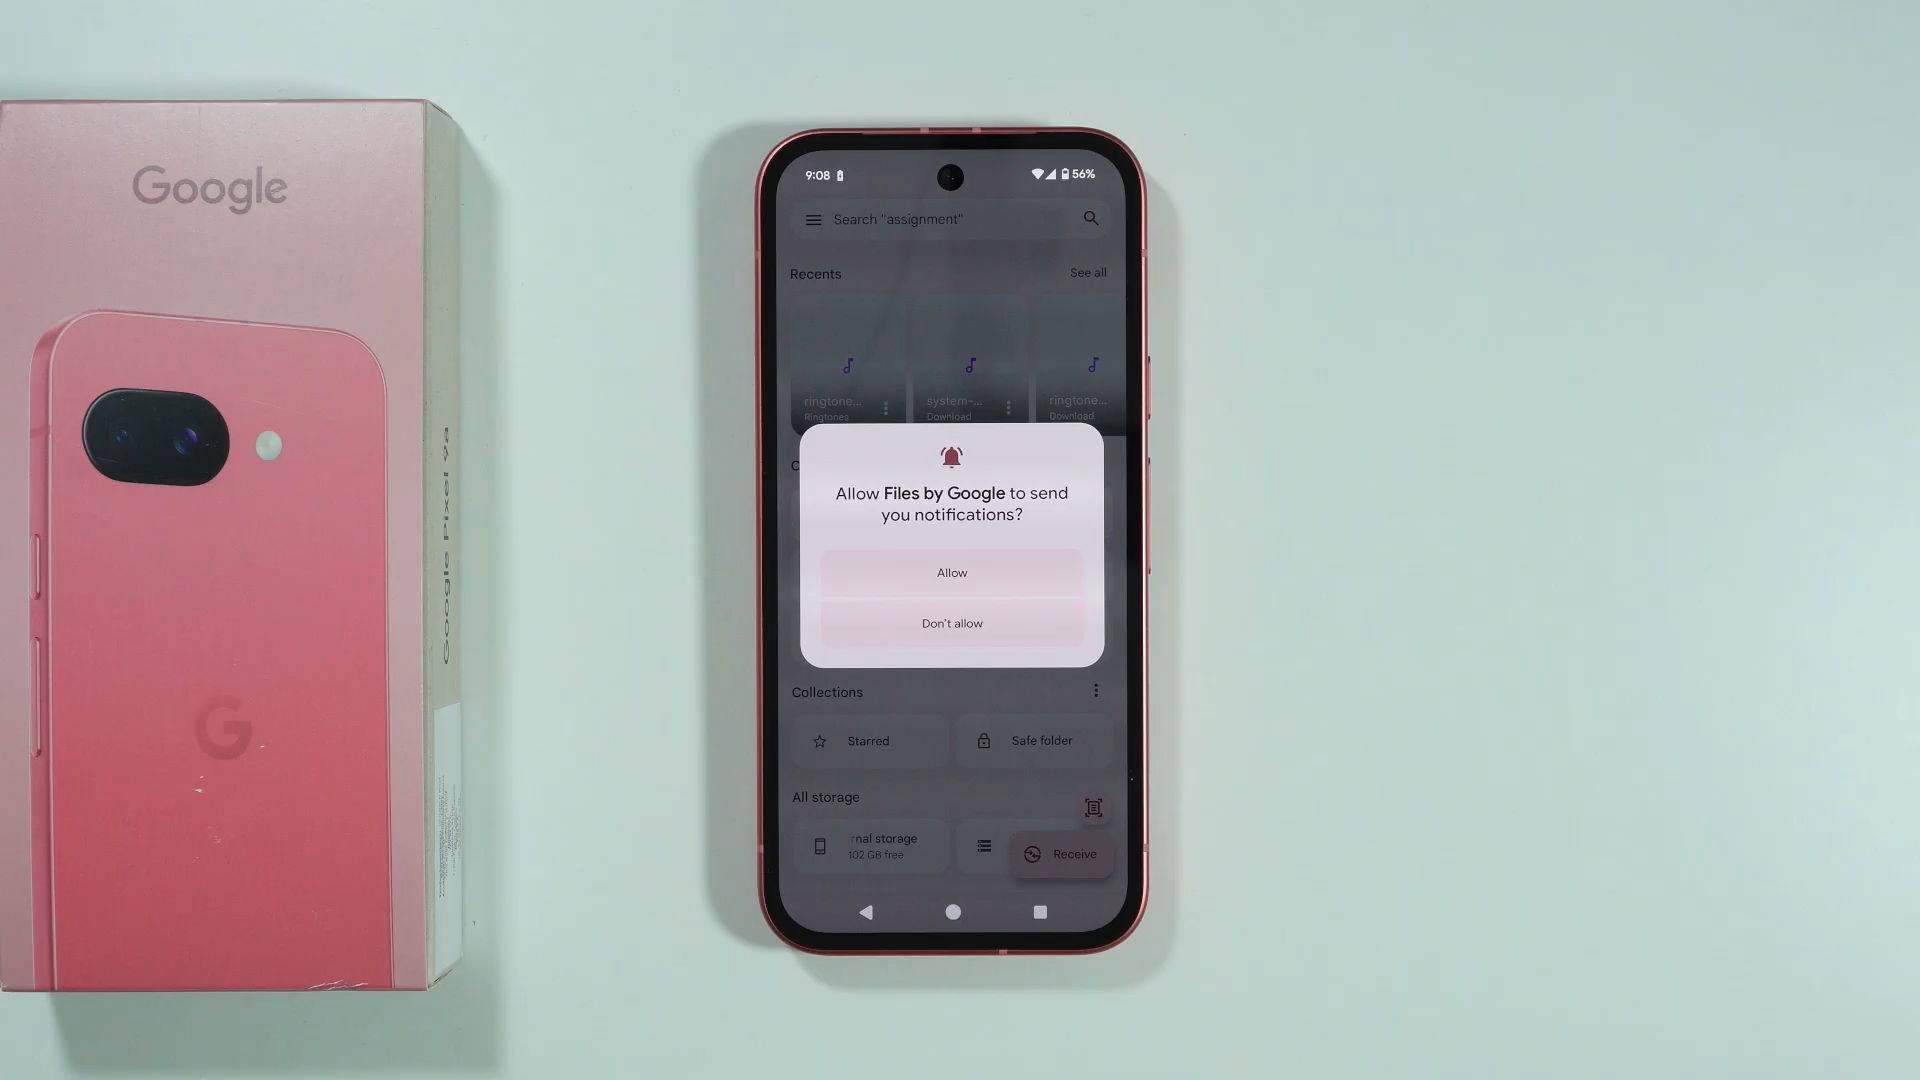 Google
Google Pixel 9a
9:08
56%
Search "assignment"
Recents
See all
ringtone...
Ringtones
system-...
Download
ringtone...
Download
C
Allow Files by Google to send
you notifications?
Allow
Don't allow
Collections
Starred
Safe folder
All storage
rnal storage
102 GB free
Receive